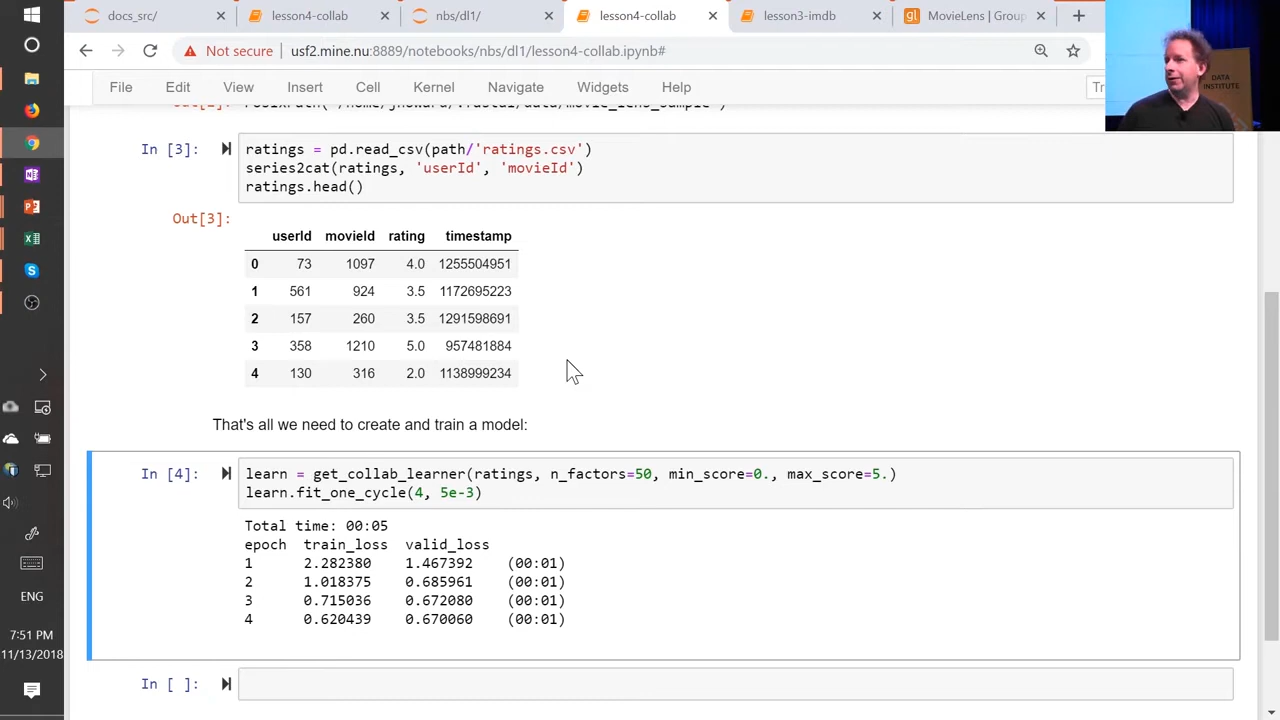 docs_src/
lesson4-collab
nbs/dl1/
lesson4-collab
lesson3-imdb
MovieLens | Group
Not secure
usf2.mine.nu:8889/notebooks/nbs/dl1/lesson4-collab.ipynb#
File Edit View Insert Cell Kernel Navigate Widgets Help
Tr
DATA
INSTITUTE
In [3]:
ratings = pd.read_csv(path/'ratings.csv')
series2cat(ratings, 'userId', 'movieId')
ratings.head()
Out[3]:
userId movieId rating timestamp
0 73 1097 4.0 1255504951
1 561 924 3.5 1172695223
2 157 260 3.5 1291598691
3 358 1210 5.0 957481884
4 130 316 2.0 1138999234
That's all we need to create and train a model:
In [4]:
learn = get_collab_learner(ratings, n_factors=50, min_score=0., max_score=5.)
learn.fit_one_cycle(4, 5e-3)
Total time: 00:05
epoch train_loss valid_loss
1 2.282380 1.467392 (00:01)
2 1.018375 0.685961 (00:01)
3 0.715036 0.672080 (00:01)
4 0.620439 0.670060 (00:01)
In [ ]:
ENG
7:51 PM
11/13/2018